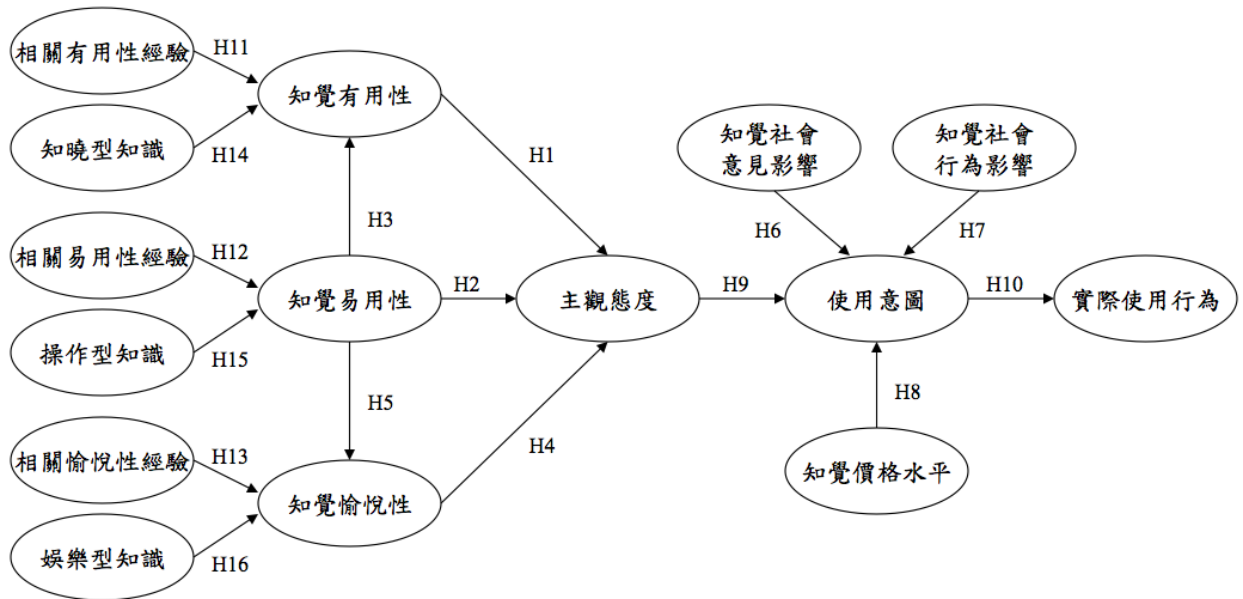 相關有用性經驗
H11
知覺有用性
知曉型知識
H14
H1
知覺社會
意見影響
知覺社會
行為影響
H3
H6
H7
相關易用性經驗
H12
知覺易用性
H2
主觀態度
H9
使用意圖
H10
實際使用行為
操作型知識
H15
H5
H8
相關愉悅性經驗
H13
H4
知覺價格水平
知覺愉悅性
娛樂型知識
H16